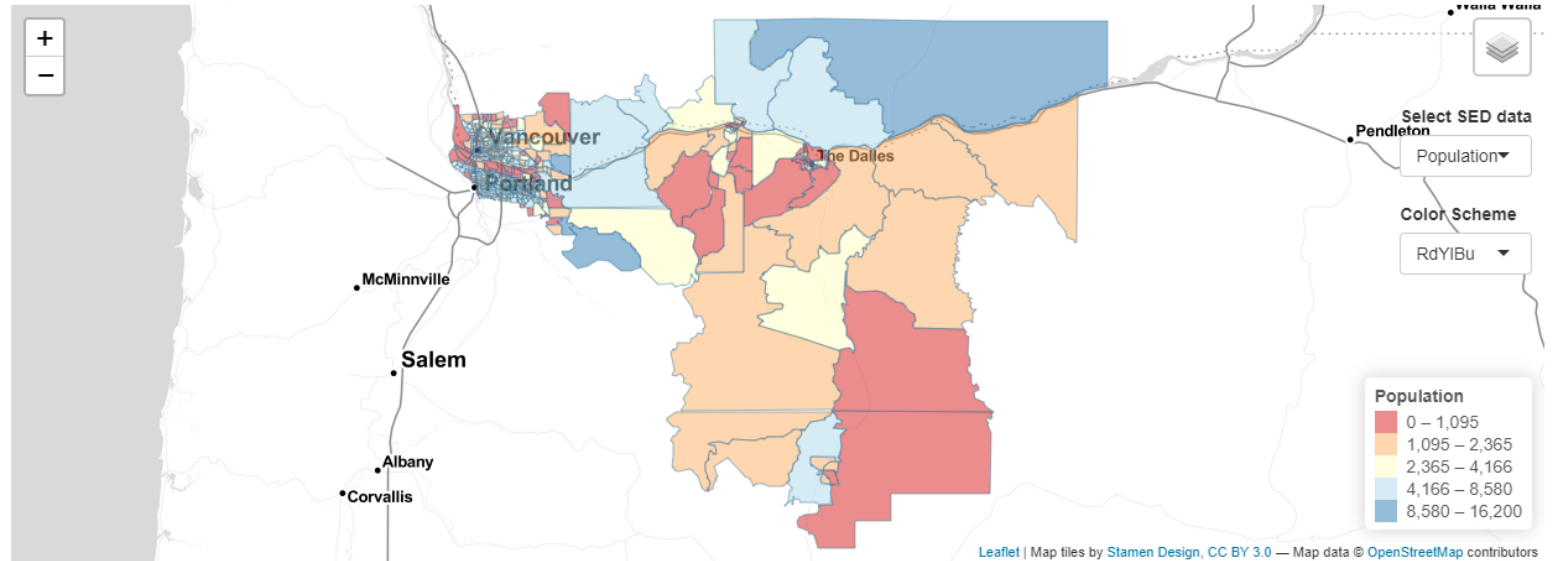 +
−
Walla Walla
Select SED data
Pendleton
Population
Vancouver
The Dalles
Portland
Color Scheme
RdYlBu
McMinnville
Salem
Albany
Corvallis
Population
0 – 1,095
1,095 – 2,365
2,365 – 4,166
4,166 – 8,580
8,580 – 16,200
Leaflet | Map tiles by Stamen Design, CC BY 3.0 — Map data © OpenStreetMap contributors